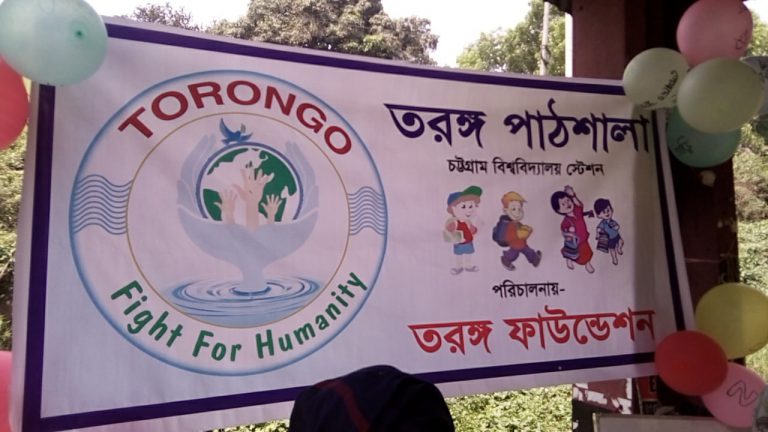 TORONGO
Fight For Humanity
তরঙ্গ পাঠশালা
চট্টগ্রাম বিশ্ববিদ্যালয় স্টেশন
পরিচালনায়-
তরঙ্গ ফাউন্ডেশন